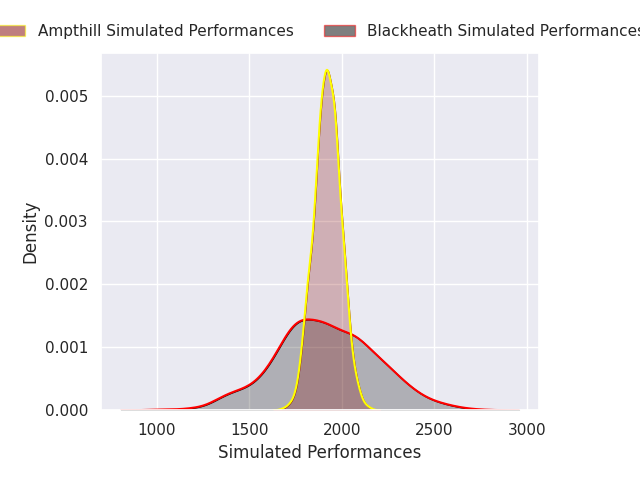 Ampthill Simulated Performances
Blackheath Simulated Performances
0.005
0.004
0.003
0.002
0.001
0.000
Density
1000
1500
2000
2500
3000
Simulated Performances